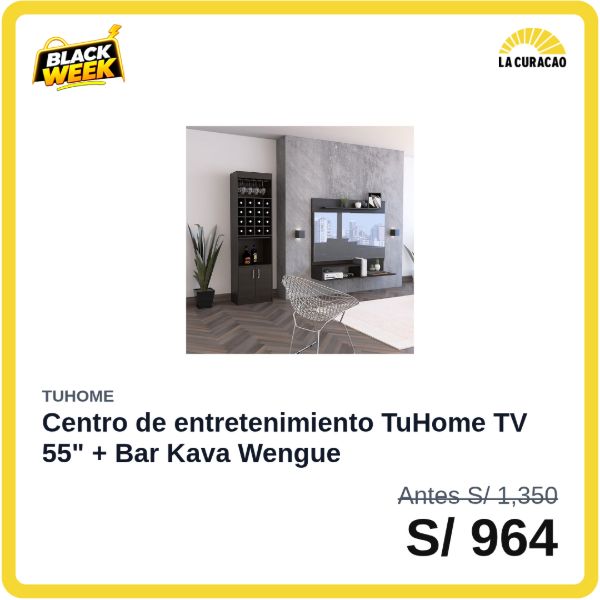 BLACK
WEEK
LA CURACAO
TUHOME
Centro de entretenimiento TuHome TV
55" + Bar Kava Wengue
Antes S/ 1,350
S/ 964